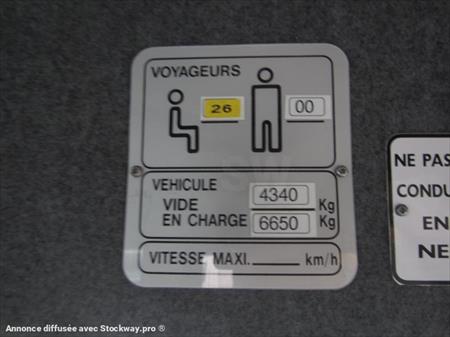 VOYAGEURS
26 00
VEHICULE
VIDE 4340 Kg
EN CHARGE 6650 Kg
VITESSE MAXI. ______ km/h
NE PAS
CONDU
EN
NE
Annonce diffusée avec Stockway.pro ®